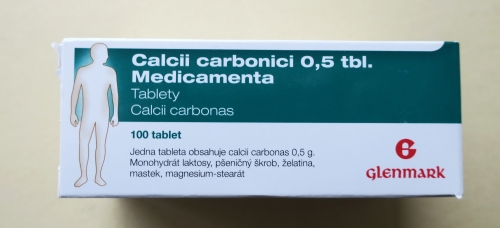 Calcii carbonici 0,5 tbl.
Medicamenta
Tablety
Calcii carbonas
100 tablet
Jedna tableta obsahuje calcii carbonas 0,5 g.
Monohydrát laktosy, pšeničný škrob, želatina,
mastek, magnesium-stearát
GLENMARK